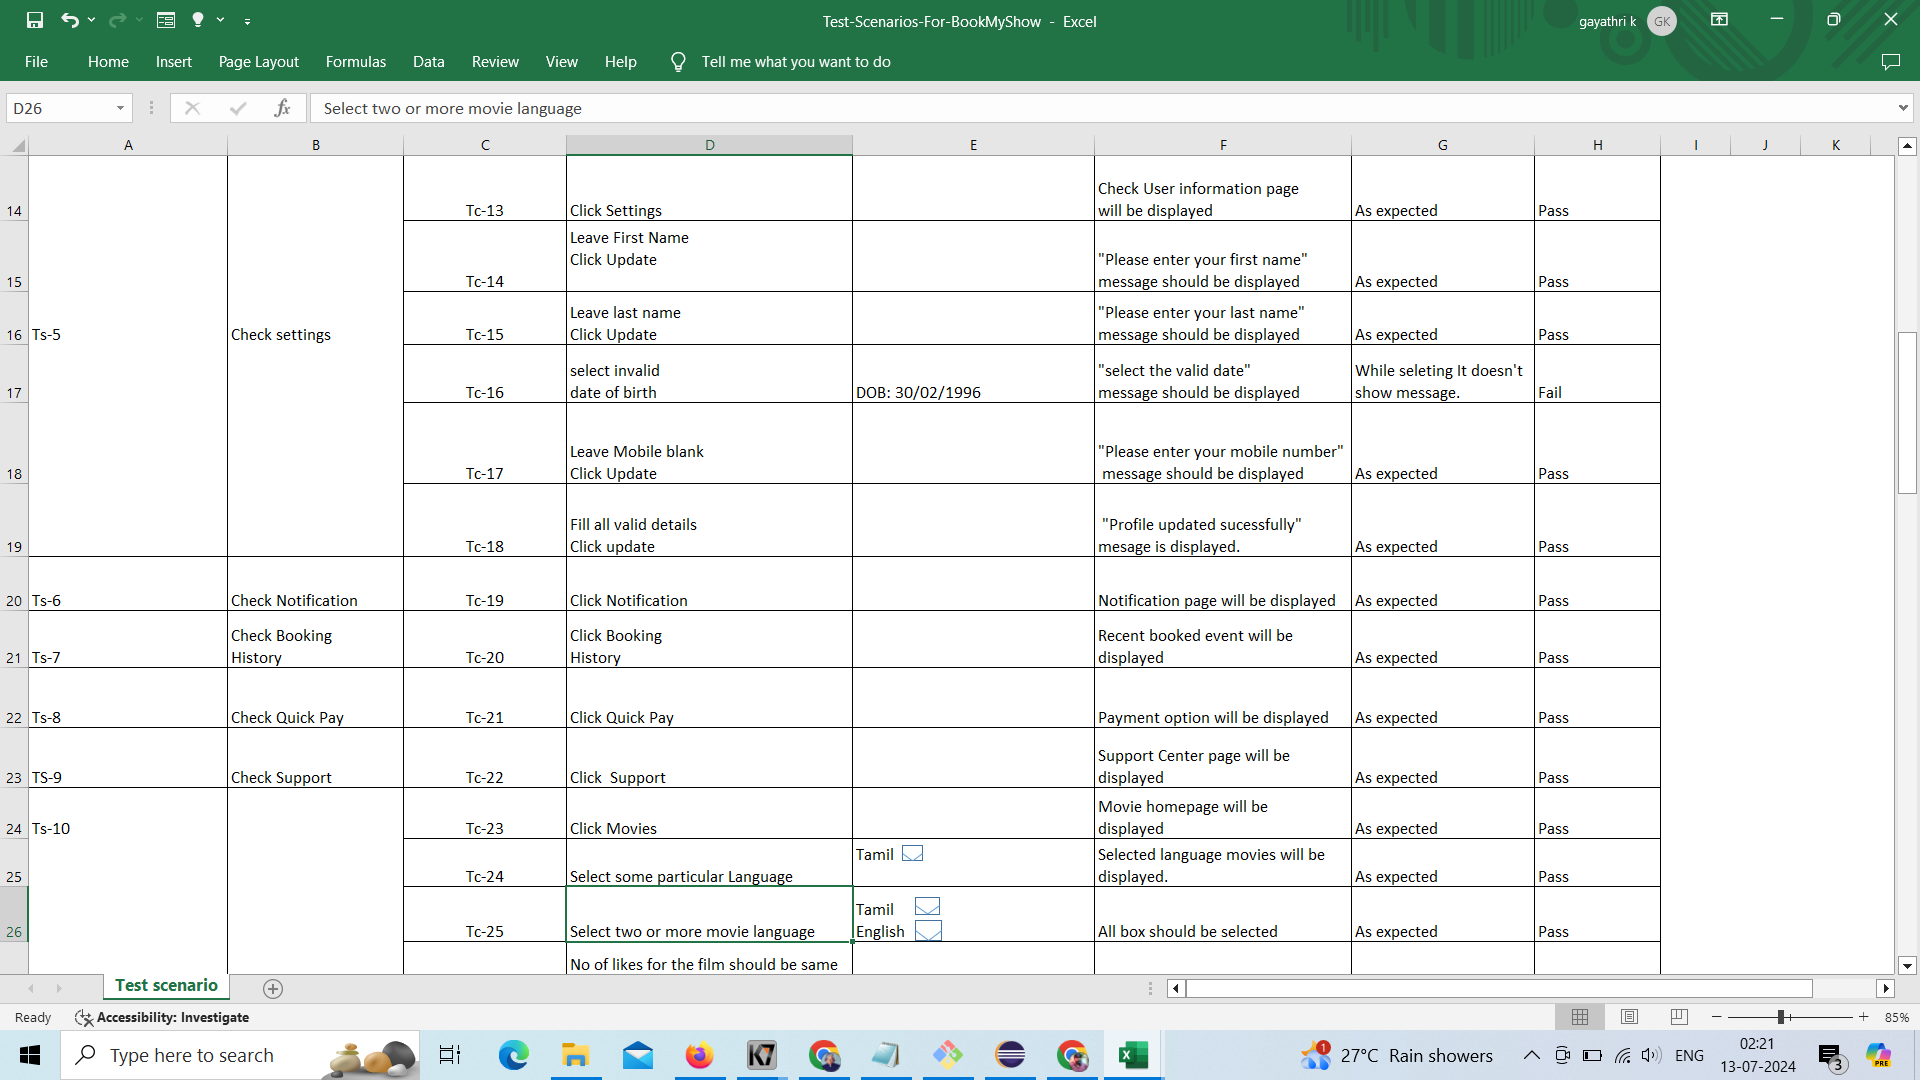 Test-Scenarios-For-BookMyShow - Excel
gayathri k
GK
File Home Insert Page Layout Formulas Data Review View Help Tell me what you want to do
D26
fx
Select two or more movie language
A B C D E F G H I J K
14
Tc-13
Click Settings
Check User information page
will be displayed
As expected
Pass
15
Tc-14
Leave First Name
Click Update
"Please enter your first name"
message should be displayed
As expected
Pass
16
Ts-5
Check settings
Tc-15
Leave last name
Click Update
"Please enter your last name"
message should be displayed
As expected
Pass
17
Tc-16
select invalid
date of birth
DOB: 30/02/1996
"select the valid date"
message should be displayed
While seleting It doesn't
show message.
Fail
18
Tc-17
Leave Mobile blank
Click Update
"Please enter your mobile number"
message should be displayed
As expected
Pass
19
Tc-18
Fill all valid details
Click update
"Profile updated sucessfully"
mesage is displayed.
As expected
Pass
20
Ts-6
Check Notification
Tc-19
Click Notification
Notification page will be displayed
As expected
Pass
21
Ts-7
Check Booking
History
Tc-20
Click Booking
History
Recent booked event will be
displayed
As expected
Pass
22
Ts-8
Check Quick Pay
Tc-21
Click Quick Pay
Payment option will be displayed
As expected
Pass
23
TS-9
Check Support
Tc-22
Click  Support
Support Center page will be
displayed
As expected
Pass
24
Ts-10
Tc-23
Click Movies
Movie homepage will be
displayed
As expected
Pass
25
Tc-24
Select some particular Language
Tamil
Selected language movies will be
displayed.
As expected
Pass
26
Tc-25
Select two or more movie language
Tamil
English
All box should be selected
As expected
Pass
No of likes for the film should be same
Test scenario
Ready
Accessibility: Investigate
85%
Type here to search
K7
1
27°C Rain showers
ENG
02:21
13-07-2024
3
PRE